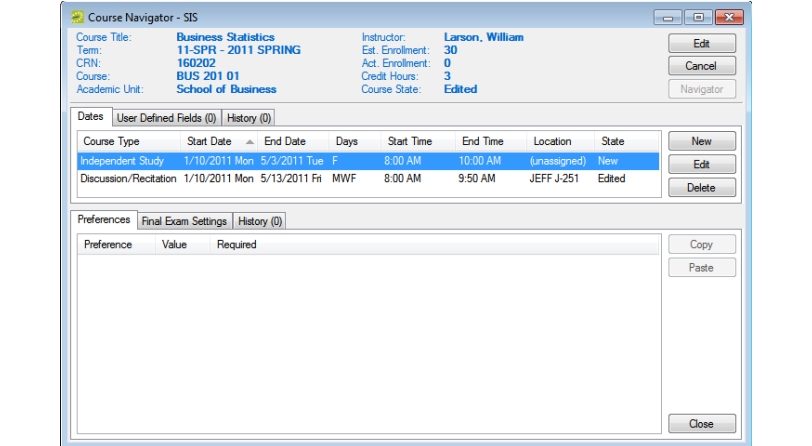 Course Navigator - SIS
Course Title: Business Statistics Instructor: Larson, William Edit
Term: 11-SPR - 2011 SPRING Est. Enrollment: 30
CRN: 160202 Act. Enrollment: 0 Cancel
Course: BUS 201 01 Credit Hours: 3
Academic Unit: School of Business Course State: Edited Navigator
Dates User Defined Fields (0) History (0)
Course Type Start Date End Date Days Start Time End Time Location State New
Independent Study 1/10/2011 Mon 5/3/2011 Tue F 8:00 AM 10:00 AM (unassigned) New Edit
Discussion/Recitation 1/10/2011 Mon 5/13/2011 Fri MWF 8:00 AM 9:50 AM JEFF J-251 Edited Delete
Preferences Final Exam Settings History (0)
Preference Value Required Copy
Paste
Close